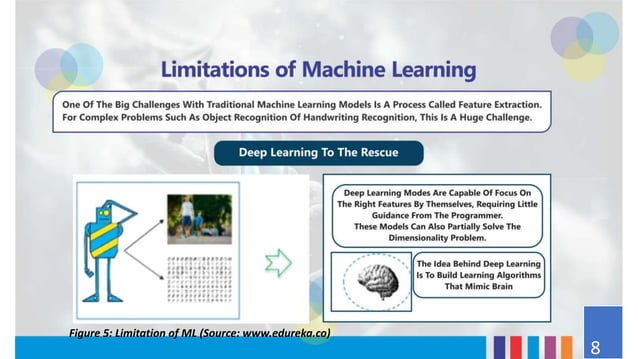 Limitations of Machine Learning
One Of The Big Challenges With Traditional Machine Learning Models Is A Process Called Feature Extraction.
For Complex Problems Such As Object Recognition Of Handwriting Recognition, This Is A Huge Challenge.
Deep Learning To The Rescue
Deep Learning Modes Are Capable Of Focus On
The Right Features By Themselves, Requiring Little
Guidance From The Programmer.
These Models Can Also Partially Solve The
Dimensionality Problem.
The Idea Behind Deep Learning
Is To Build Learning Algorithms
That Mimic Brain
Figure 5: Limitation of ML (Source: www.edureka.co)
8